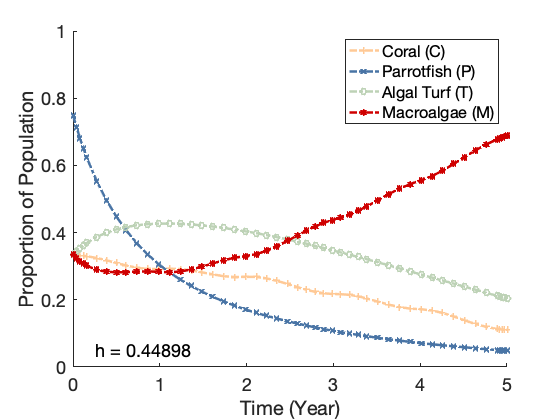 1
Coral (C)
Parrotfish (P)
0.8
Algal Turf (T)
Macroalgae (M)
Proportion of Population
0.6
0.4
0.2
h = 0.44898
0
0 1 2 3 4 5
Time (Year)